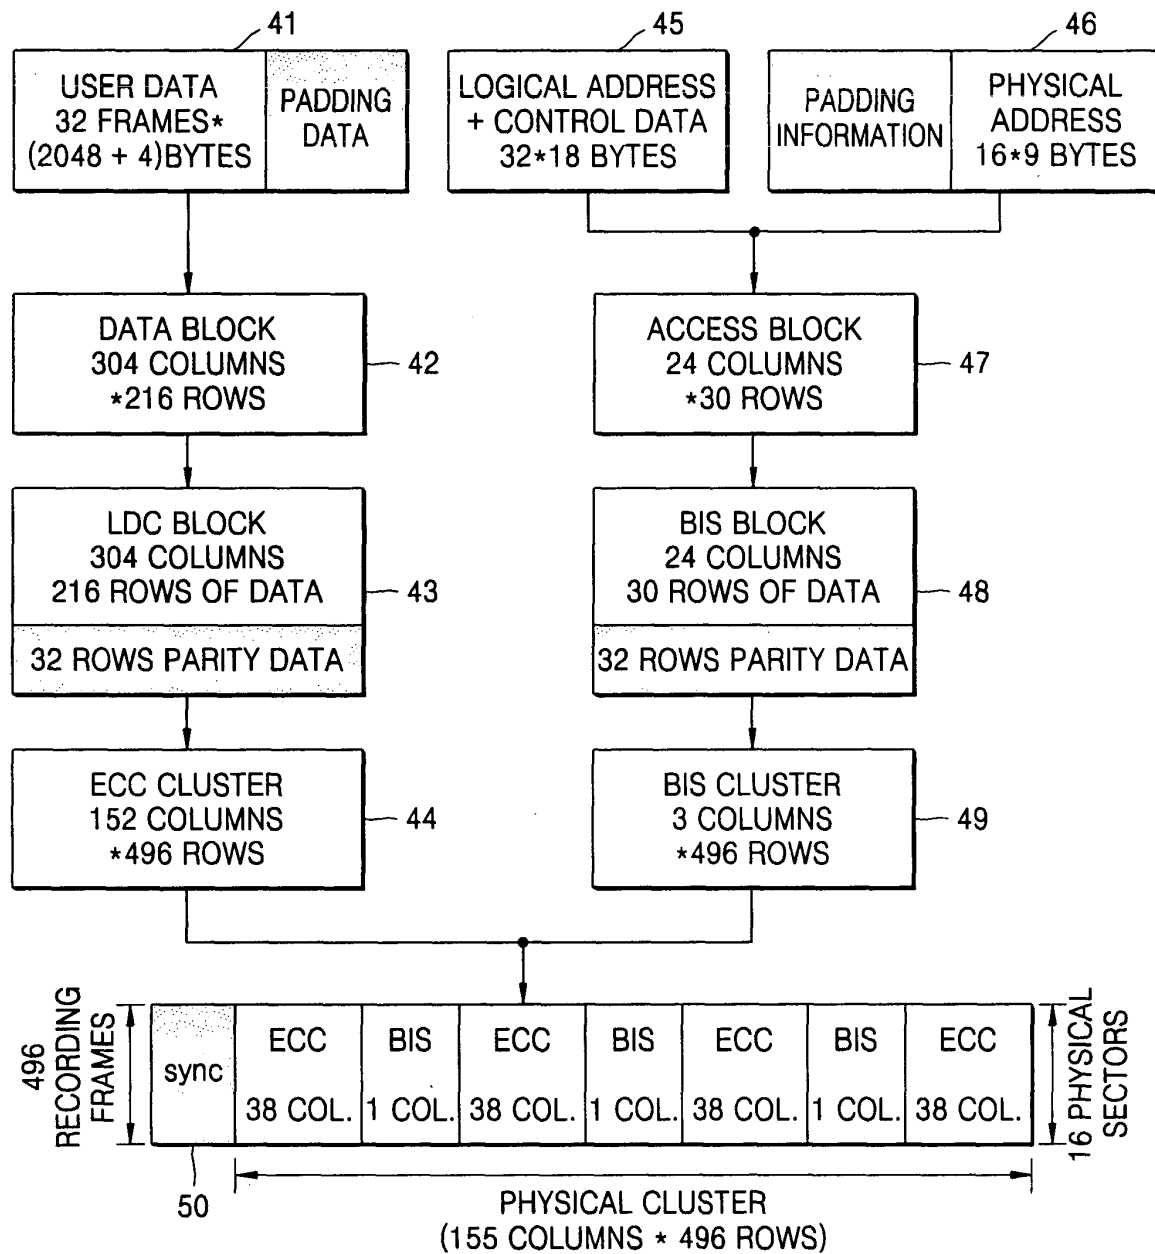 41
45
46
USER DATA
32 FRAMES*
(2048 + 4)BYTES
PADDING
DATA
LOGICAL ADDRESS
+ CONTROL DATA
32*18 BYTES
PADDING
INFORMATION
PHYSICAL
ADDRESS
16*9 BYTES
DATA BLOCK
304 COLUMNS
*216 ROWS
42
ACCESS BLOCK
24 COLUMNS
*30 ROWS
47
LDC BLOCK
304 COLUMNS
216 ROWS OF DATA
43
32 ROWS PARITY DATA
BIS BLOCK
24 COLUMNS
30 ROWS OF DATA
48
32 ROWS PARITY DATA
ECC CLUSTER
152 COLUMNS
*496 ROWS
44
BIS CLUSTER
3 COLUMNS
*496 ROWS
49
496
RECORDING
FRAMES
sync
ECC
38 COL.
BIS
1 COL.
ECC
38 COL.
BIS
1 COL.
ECC
38 COL.
BIS
1 COL.
ECC
38 COL.
16 PHYSICAL
SECTORS
50
PHYSICAL CLUSTER
(155 COLUMNS * 496 ROWS)